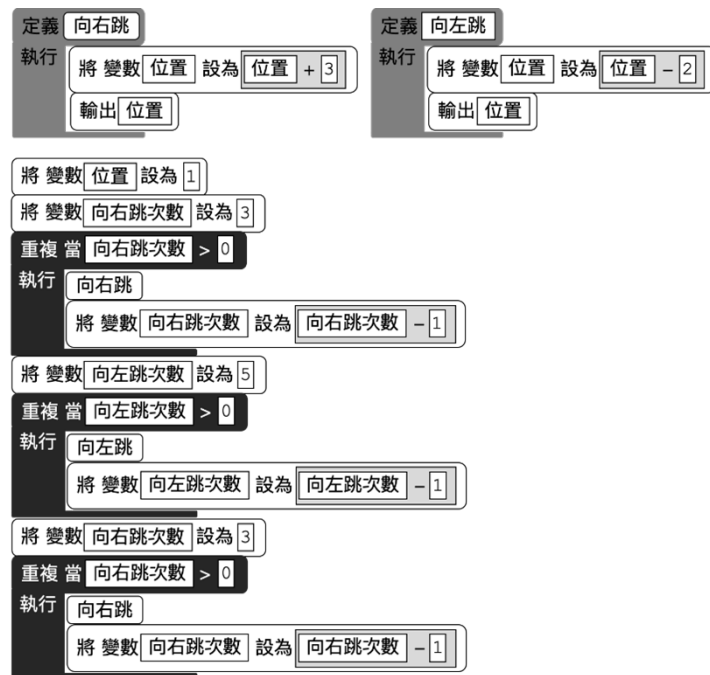 定義 向右跳
執行
將 變數 位置 設為 位置 + 3
輸出 位置
定義 向左跳
執行
將 變數 位置 設為 位置 - 2
輸出 位置
將 變數 位置 設為 1
將 變數 向右跳次數 設為 3
重複 當 向右跳次數 > 0
執行
向右跳
將 變數 向右跳次數 設為 向右跳次數 - 1
將 變數 向左跳次數 設為 5
重複 當 向左跳次數 > 0
執行
向左跳
將 變數 向左跳次數 設為 向左跳次數 - 1
將 變數 向右跳次數 設為 3
重複 當 向右跳次數 > 0
執行
向右跳
將 變數 向右跳次數 設為 向右跳次數 - 1